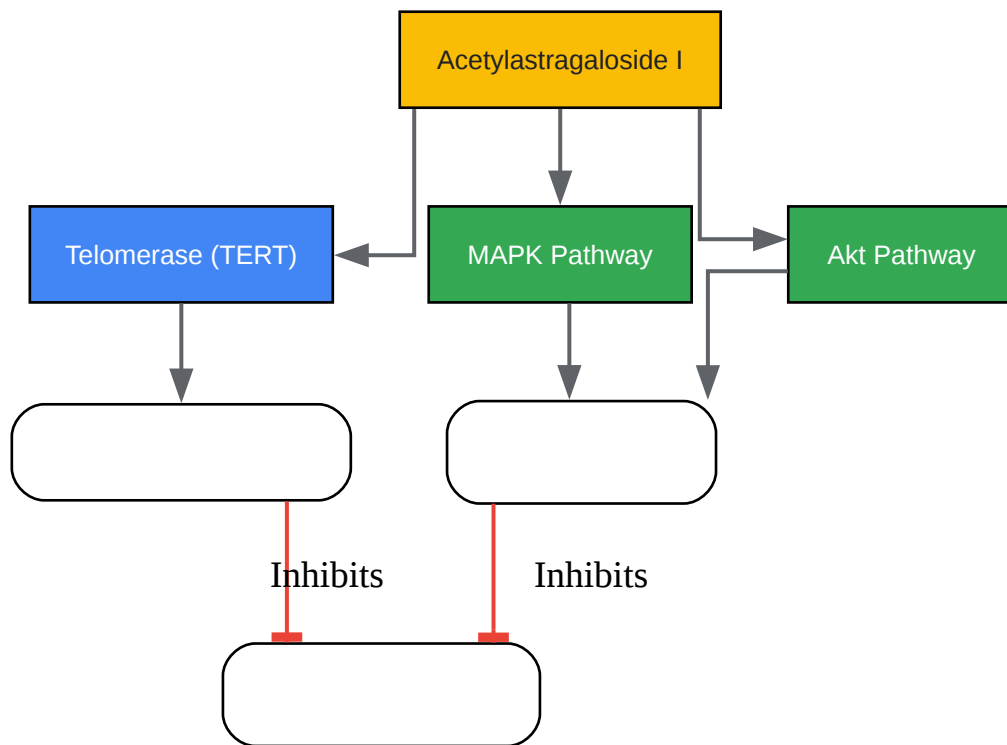 Acetylastragaloside I
Telomerase (TERT)
MAPK Pathway
Akt Pathway
Inhibits
Inhibits